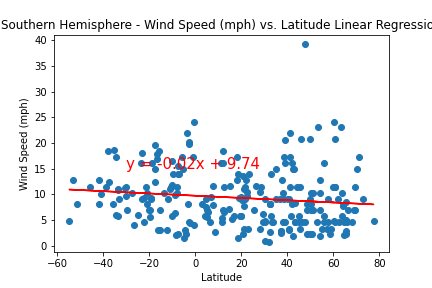 Southern Hemisphere - Wind Speed (mph) vs. Latitude Linear Regressio
40
35
30
25
20
15
10
5
0
Wind Speed (mph)
y = -0.02x + 9.74
−60 −40 −20 0 20 40 60 80
Latitude